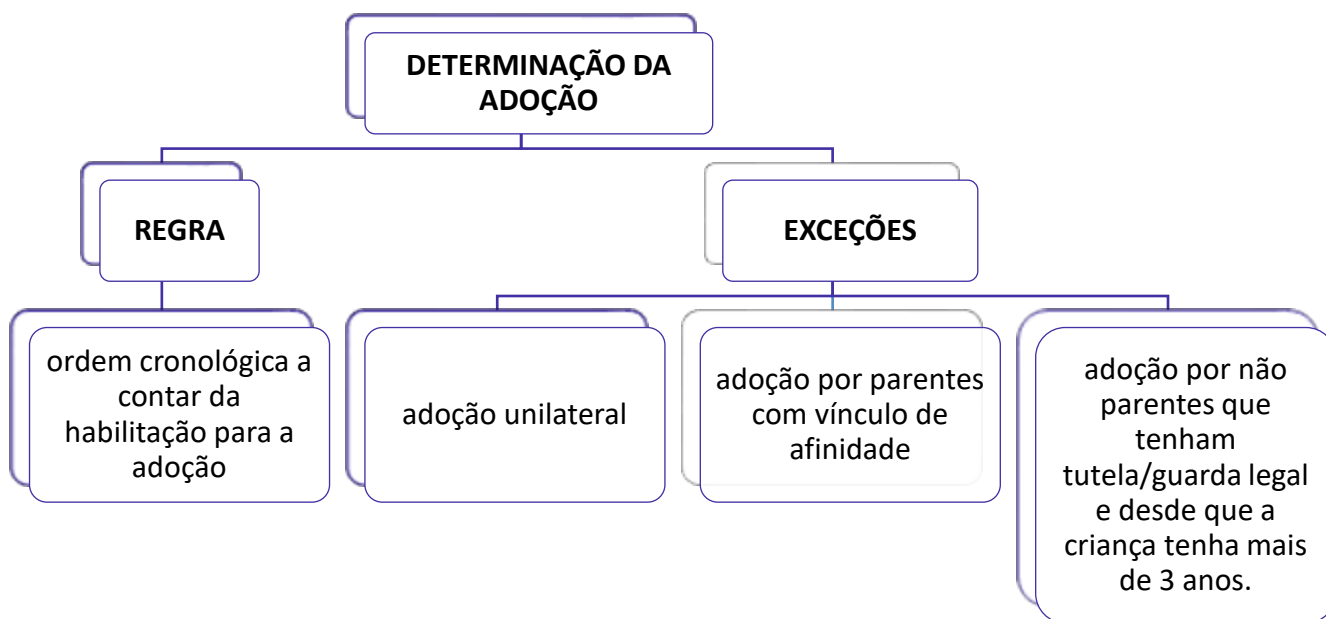 DETERMINAÇÃO DA
ADOÇÃO
REGRA
EXCEÇÕES
ordem cronológica a
contar da
habilitação para a
adoção
adoção unilateral
adoção por parentes
com vínculo de
afinidade
adoção por não
parentes que
tenham
tutela/guarda legal
e desde que a
criança tenha mais
de 3 anos.